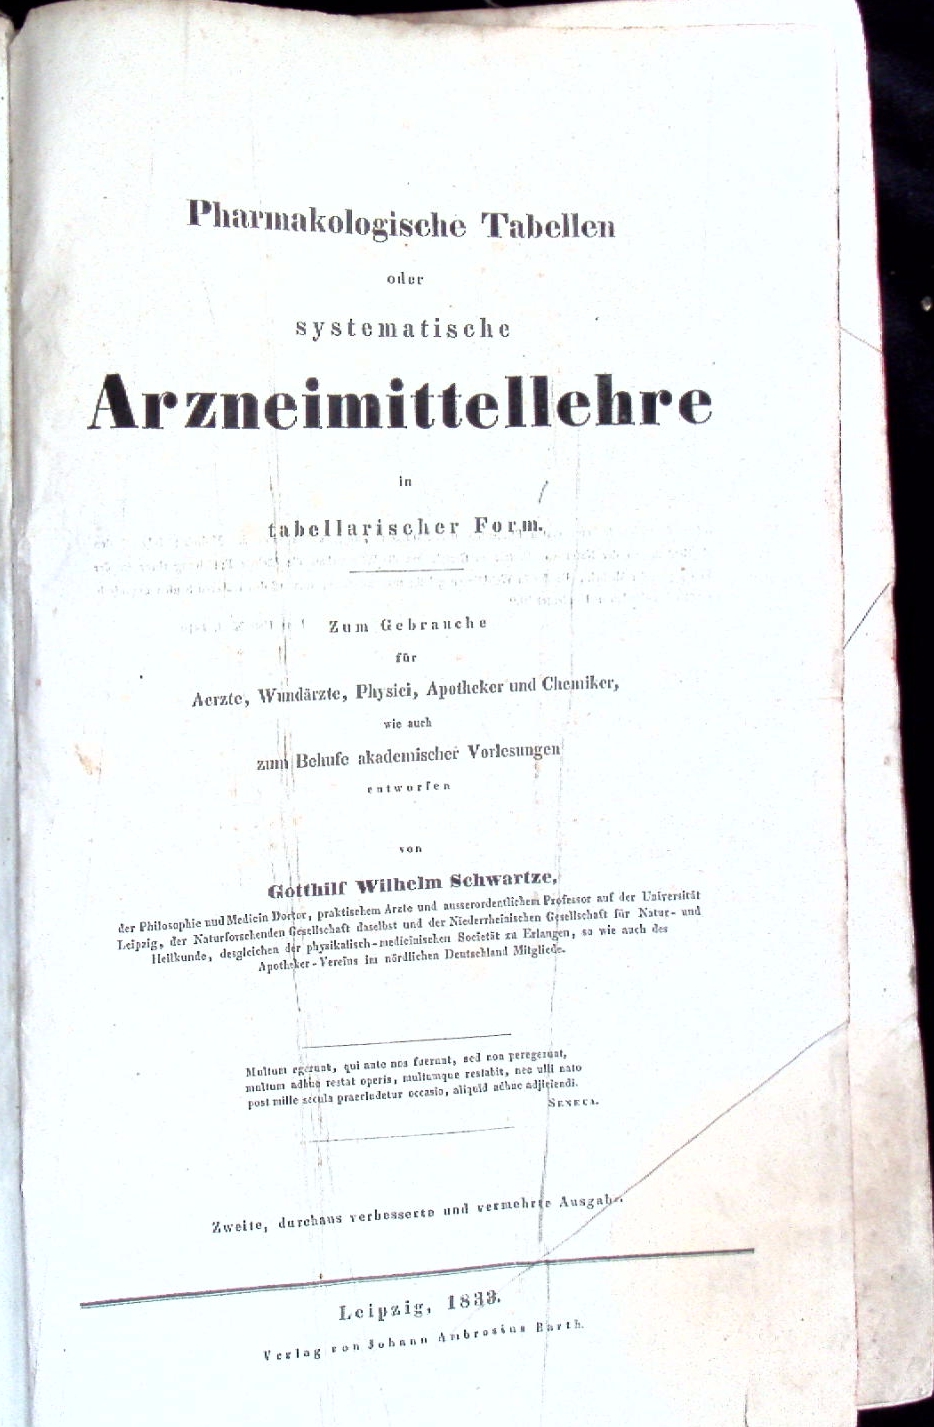 Pharmakologische Tabellen
oder
systematische
Arzneimittellehre
in
tabellarischer Form.
Zum Gebrauche
für
Aerzte, Wundärzte, Physici, Apotheker und Chemiker,
wie auch
zum Behufe akademischer Vorlesungen
entworfen
von
Gotthilf Wilhelm Schwartze,
der Philosophie und Medicin Doctor, praktischem Arzte und ausserordentlichem Professor auf der Universität
Leipzig, der Naturforschenden Gesellschaft daselbst und der Niederrheinischen Gesellschaft für Natur- und
Heilkunde, desgleichen der physikalisch-medicinischen Societät zu Erlangen, so wie auch des
Apotheker-Vereins im nördlichen Deutschland Mitgliede.
Multum egerunt, qui ante nos fuerunt, sed non peregerunt,
multum adhuc restat operis, multumque restabit, nec ulli nato
post mille secula praecludetur occasio, aliquid adhuc adjiciendi.
SENECA.
Zweite, durchaus verbesserte und vermehrte Ausgabe.
Leipzig, 1833.
Verlag von Johann Ambrosius Barth.